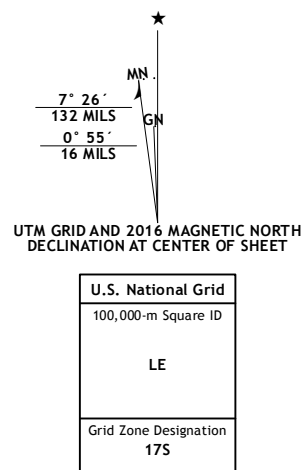 MN
7° 26´
132 MILS
GN
0° 55´
16 MILS
UTM GRID AND 2016 MAGNETIC NORTH
DECLINATION AT CENTER OF SHEET
U.S. National Grid
100,000-m Square ID
LE
Grid Zone Designation
17S